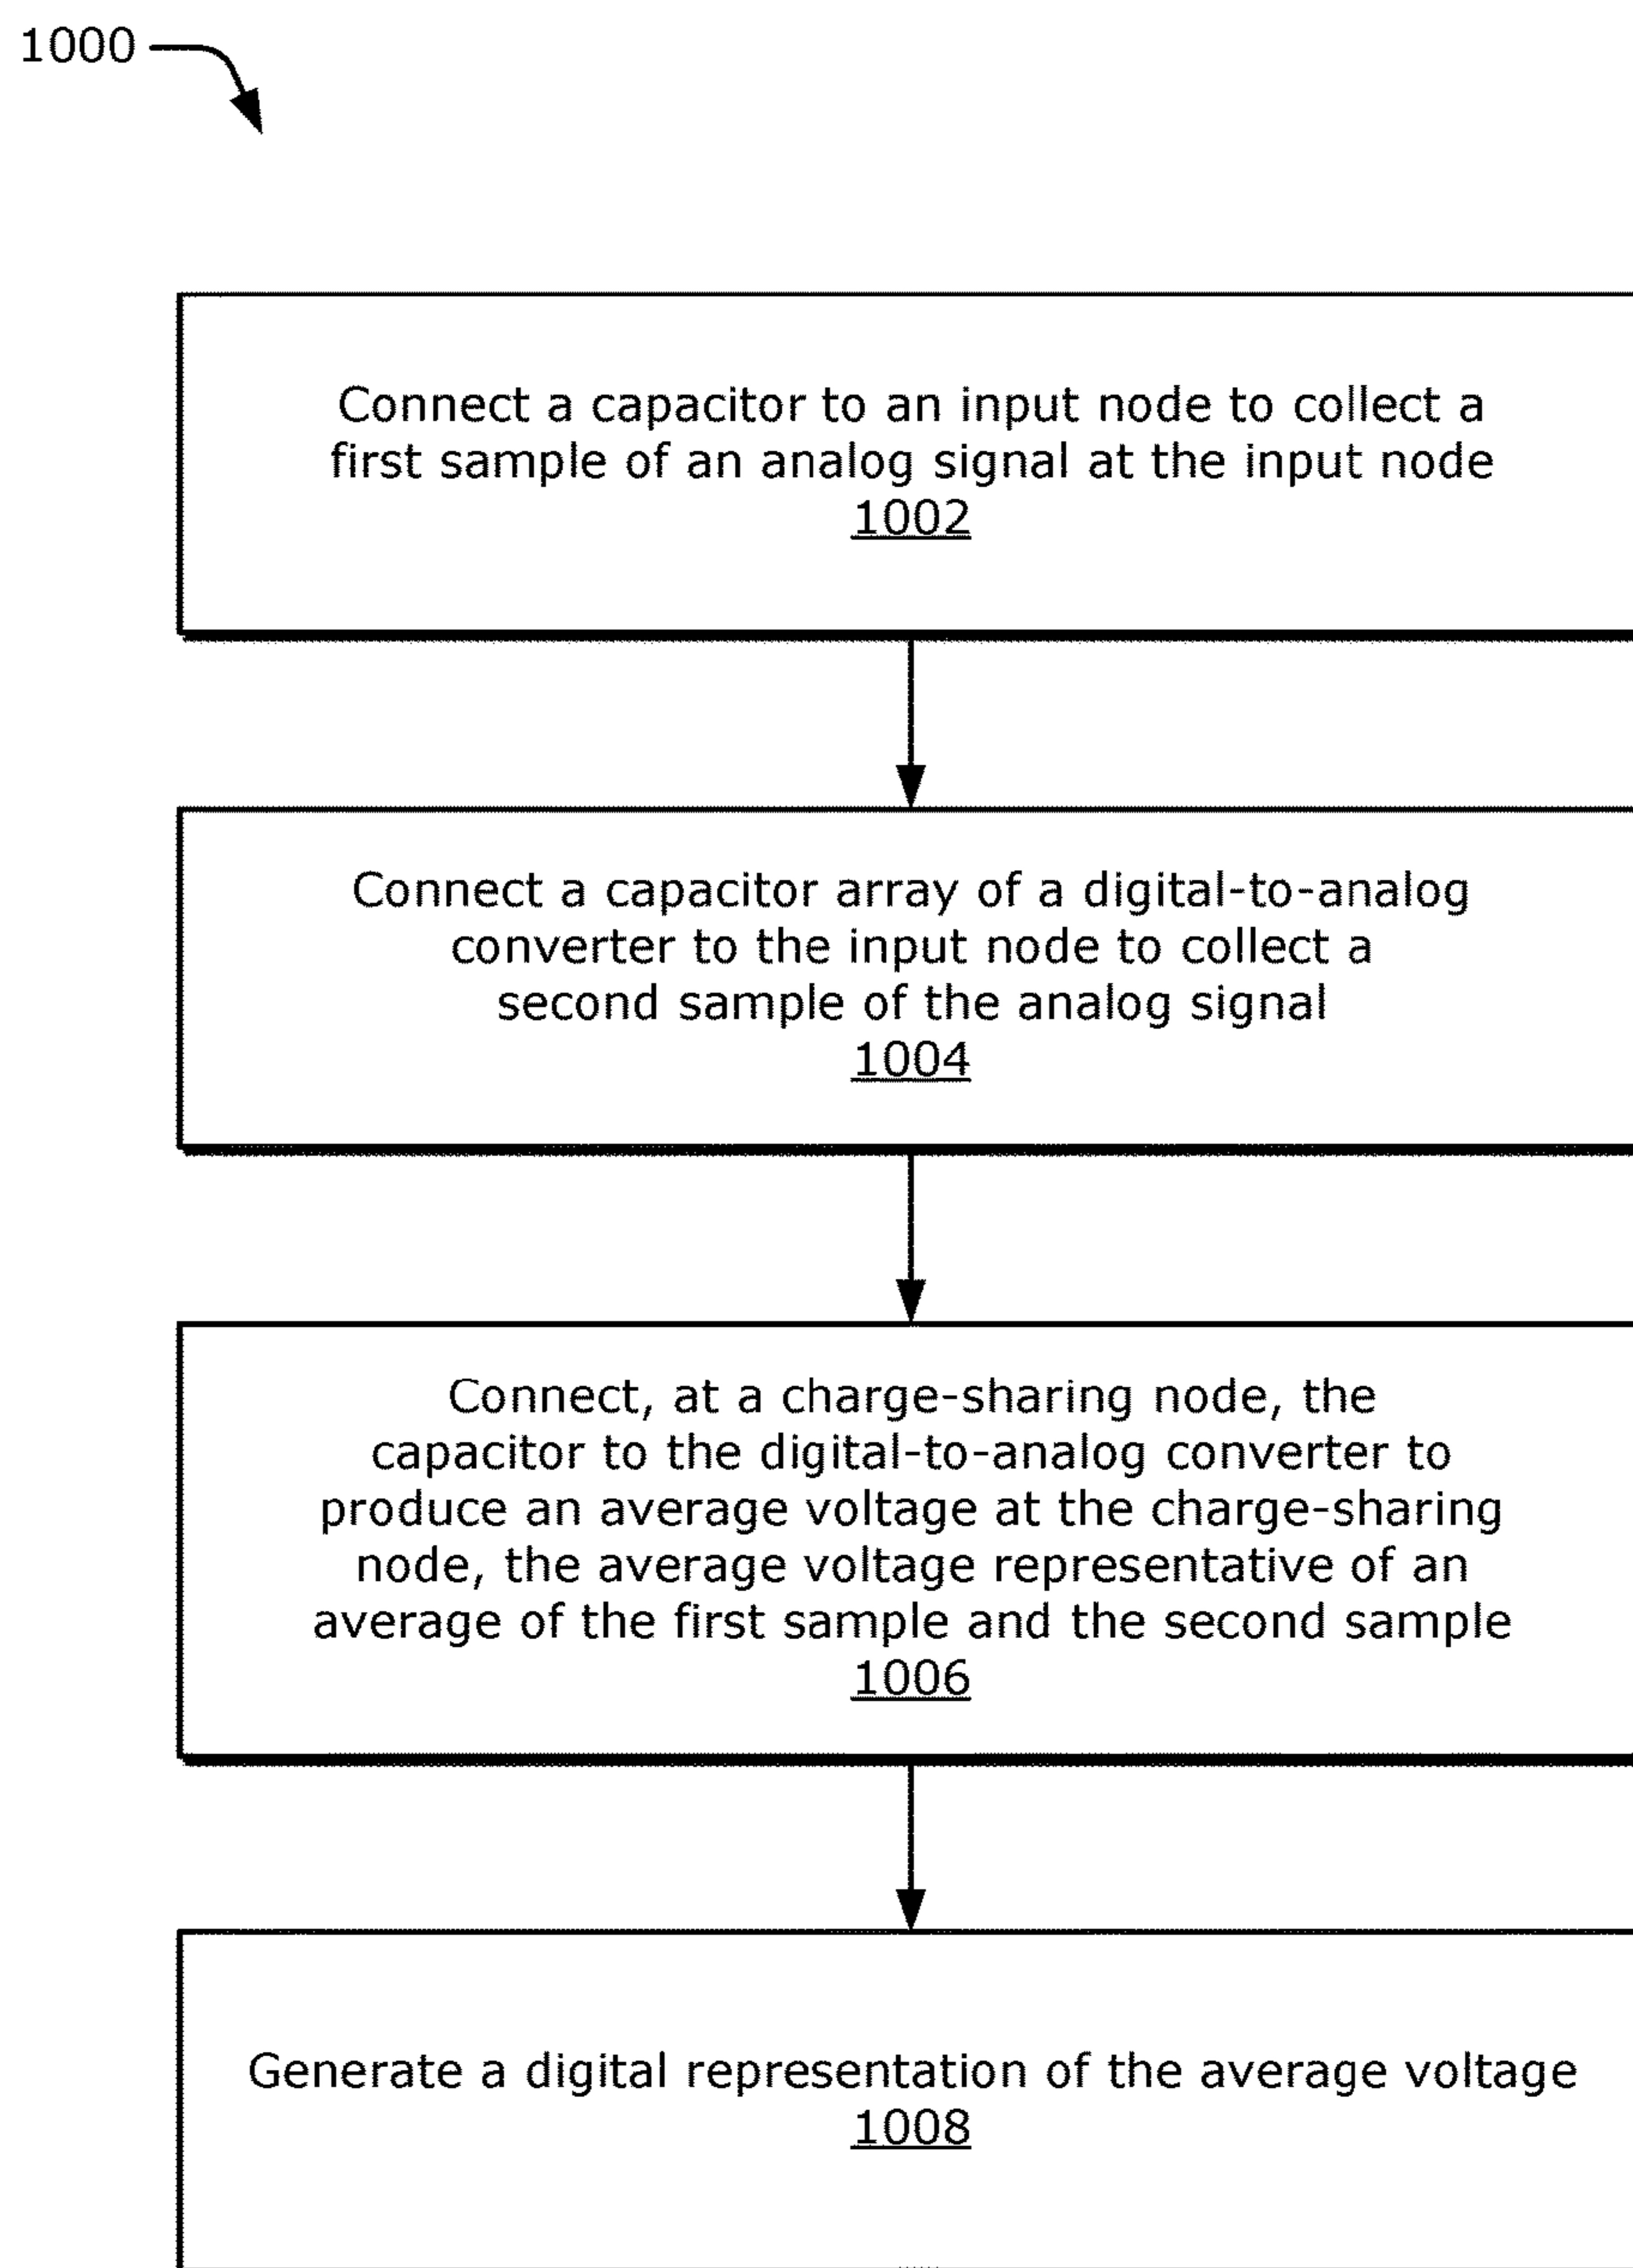 1000
Connect a capacitor to an input node to collect a
first sample of an analog signal at the input node
1002
Connect a capacitor array of a digital-to-analog
converter to the input node to collect a
second sample of the analog signal
1004
Connect, at a charge-sharing node, the
capacitor to the digital-to-analog converter to
produce an average voltage at the charge-sharing
node, the average voltage representative of an
average of the first sample and the second sample
1006
Generate a digital representation of the average voltage
1008